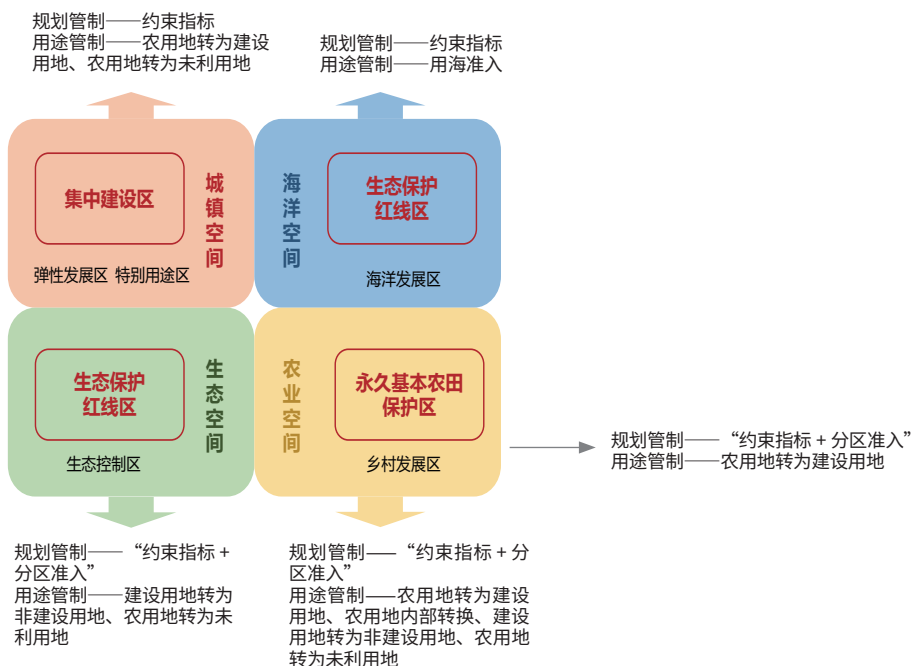 规划管制——约束指标
用途管制——农用地转为建设
用地、农用地转为未利用地
规划管制——约束指标
用途管制——用海准入
集中建设区
城镇空间
弹性发展区 特别用途区
海洋空间
生态保护
红线区
海洋发展区
生态保护
红线区
生态空间
生态控制区
农业空间
永久基本农田
保护区
乡村发展区
规划管制——“约束指标+分区准入”
用途管制——农用地转为建设用地
规划管制——“约束指标+
分区准入”
用途管制——建设用地转为
非建设用地、农用地转为未
利用地
规划管制——“约束指标+分
区准入”
用途管制——农用地转为建设
用地、农用地内部转换、建设
用地转为非建设用地、农用地
转为未利用地